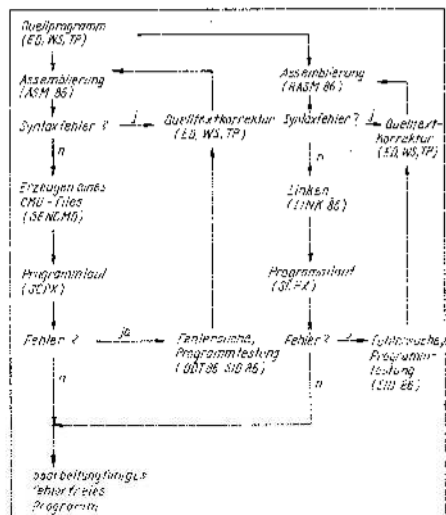 Quellprogramm
(ED, WS, TP)
Assemblierung
(ASM 86)
Syntaxfehler ?
j
Quelltextkorrektur
(ED, WS, TP)
n
Erzeugen eines
CMD-files
(GENCMD)
Programmlauf
(SCPX)
Fehler ?
ja
Fehlersuche,
Programmtestung
(DDT86, SID 86)
n
Assemblierung
(RASM 86)
Syntaxfehler ?
j
Quelltext-
korrektur
(ED, WS, TP)
n
Linken
(LINK 86)
Programmlauf
(SCPX)
Fehler ?
Fehlersuche,
Programm-
testung
(SID 86)
n
fehlerfreies
Programm